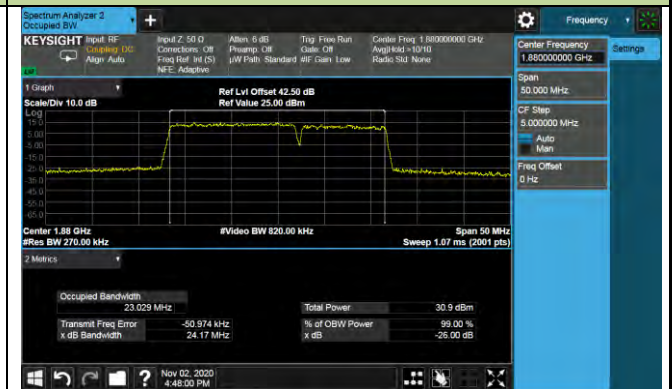 Spectrum Analyzer 2
Occupied BW
+
Frequency
KEYSIGHT Input: RF
Coupling: DC
Align: Auto
Input Z: 50 Ω
Corrections: Off
Freq Ref: Int (S)
NFE: Adaptive
Atten: 6 dB
Preamp: Off
µW Path: Standard
Trig: Free Run
Gate: Off
#IF Gain: Low
Center Freq: 1.880000000 GHz
Avg|Hold:>10/10
Radio Std: None
Center Frequency
1.880000000 GHz
Settings
Span
50.000 MHz
CF Step
5.000000 MHz
Auto
Man
Freq Offset
0 Hz
1 Graph
Scale/Div 10.0 dB
Ref Lvl Offset 42.50 dB
Ref Value 25.00 dBm
Log
15.0
5.00
-5.00
-15.0
-25.0
-35.0
-45.0
-55.0
-65.0
Center 1.88 GHz
#Res BW 270.00 kHz
#Video BW 820.00 kHz
Span 50 MHz
Sweep 1.07 ms (2001 pts)
2 Metrics
Occupied Bandwidth
23.029 MHz
Total Power 30.9 dBm
Transmit Freq Error -50.974 kHz
% of OBW Power 99.00 %
x dB Bandwidth 24.17 MHz
x dB -26.00 dB
?
Nov 02, 2020
4:48:00 PM